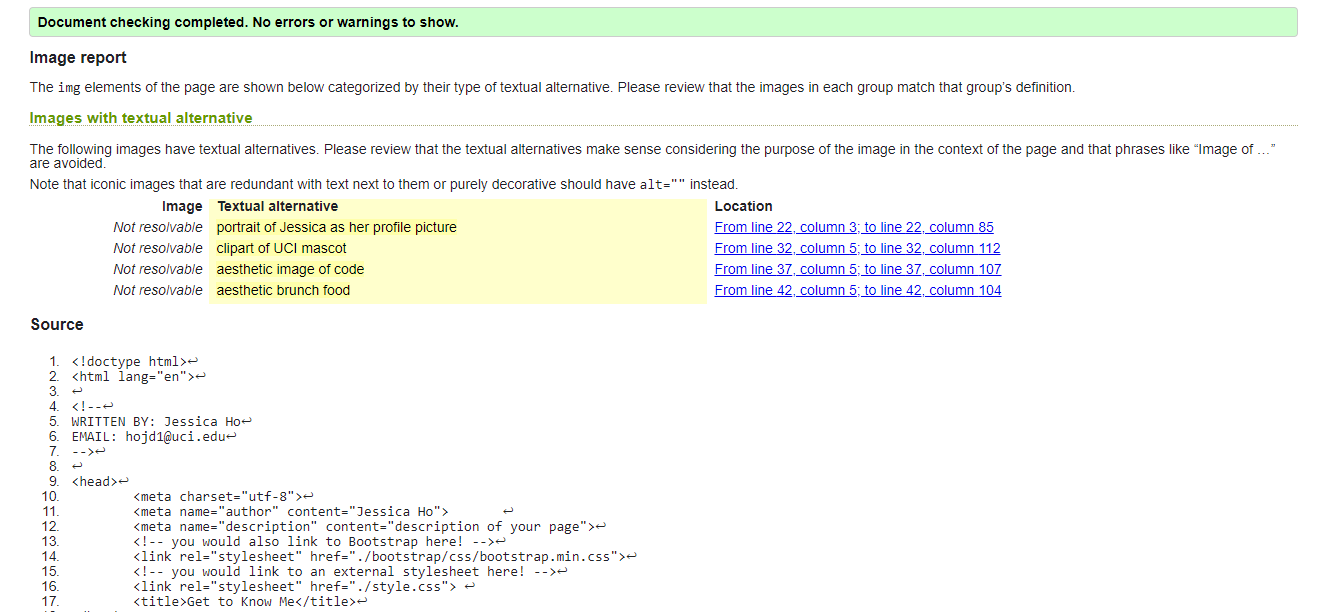 Document checking completed. No errors or warnings to show.
Image report
The img elements of the page are shown below categorized by their type of textual alternative. Please review that the images in each group match that group’s definition.
Images with textual alternative
The following images have textual alternatives. Please review that the textual alternatives make sense considering the purpose of the image in the context of the page and that phrases like “Image of …”
are avoided.
Note that iconic images that are redundant with text next to them or purely decorative should have alt="" instead.
Image Textual alternative Location
Not resolvable portrait of Jessica as her profile picture From line 22, column 3; to line 22, column 85
Not resolvable clipart of UCI mascot From line 32, column 5; to line 32, column 112
Not resolvable aesthetic image of code From line 37, column 5; to line 37, column 107
Not resolvable aesthetic brunch food From line 42, column 5; to line 42, column 104
Source
1. <!doctype html>↩
2. <html lang="en">↩
3. ↩
4. <!--↩
5. WRITTEN BY: Jessica Ho↩
6. EMAIL: hojd1@uci.edu↩
7. -->↩
8. ↩
9. <head>↩
10. <meta charset="utf-8">↩
11. <meta name="author" content="Jessica Ho"> ↩
12. <meta name="description" content="description of your page">↩
13. <!-- you would also link to Bootstrap here! -->↩
14. <link rel="stylesheet" href="./bootstrap/css/bootstrap.min.css">↩
15. <!-- you would link to an external stylesheet here! -->↩
16. <link rel="stylesheet" href="./style.css"> ↩
17. <title>Get to Know Me</title>↩